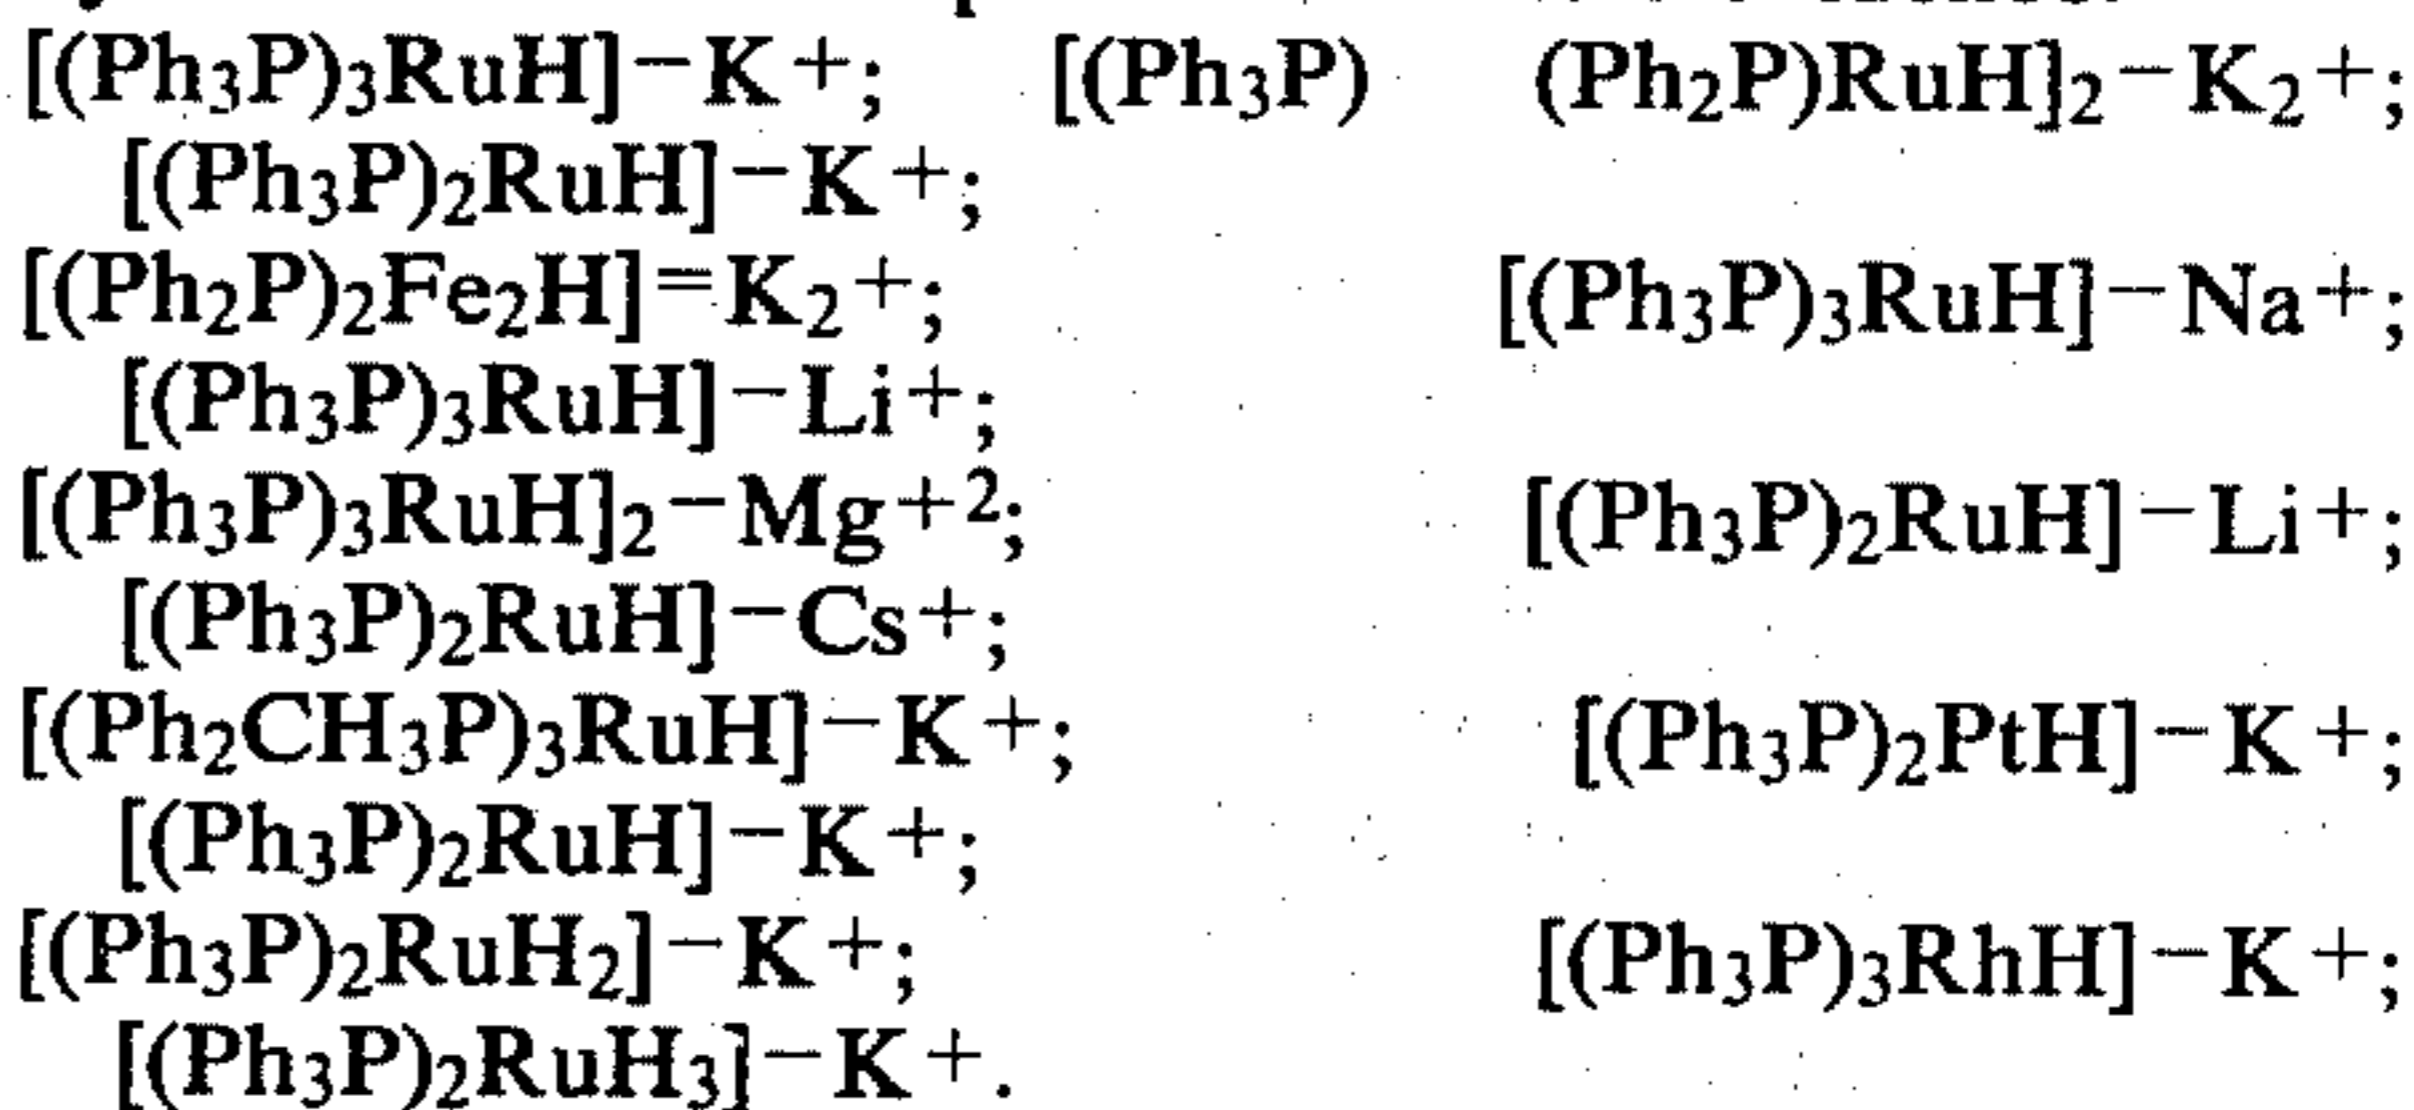 [(Ph₃P)₃RuH]⁻K⁺; [(Ph₃P) (Ph₂P)RuH]₂⁻K₂⁺;
[(Ph₃P)₂RuH]⁻K⁺;
[(Ph₂P)₂Fe₂H]⁼K₂⁺; [(Ph₃P)₃RuH]⁻Na⁺;
[(Ph₃P)₃RuH]⁻Li⁺;
[(Ph₃P)₃RuH]₂⁻Mg⁺²; [(Ph₃P)₂RuH]⁻Li⁺;
[(Ph₃P)₂RuH]⁻Cs⁺;
[(Ph₂CH₃P)₃RuH]⁻K⁺; [(Ph₃P)₂PtH]⁻K⁺;
[(Ph₃P)₂RuH]⁻K⁺;
[(Ph₃P)₂RuH₂]⁻K⁺; [(Ph₃P)₃RhH]⁻K⁺;
[(Ph₃P)₂RuH₃]⁻K⁺.